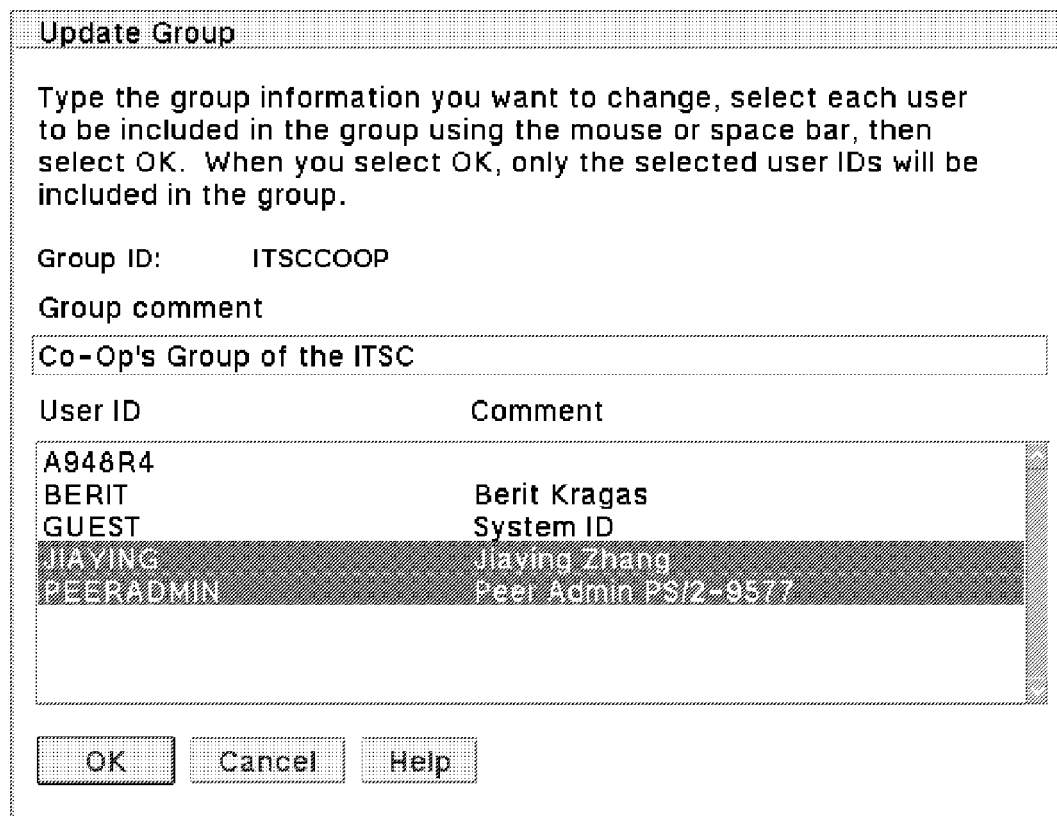 Update Group
Type the group information you want to change, select each user
to be included in the group using the mouse or space bar, then
select OK.  When you select OK, only the selected user IDs will be
included in the group.
Group ID: ITSCCOOP
Group comment
Co-Op's Group of the ITSC
User ID Comment
A948R4
BERIT Berit Kragas
GUEST System ID
JIAYING Jiaying Zhang
PEERADMIN Peer Admin PS/2-9577
OK Cancel Help